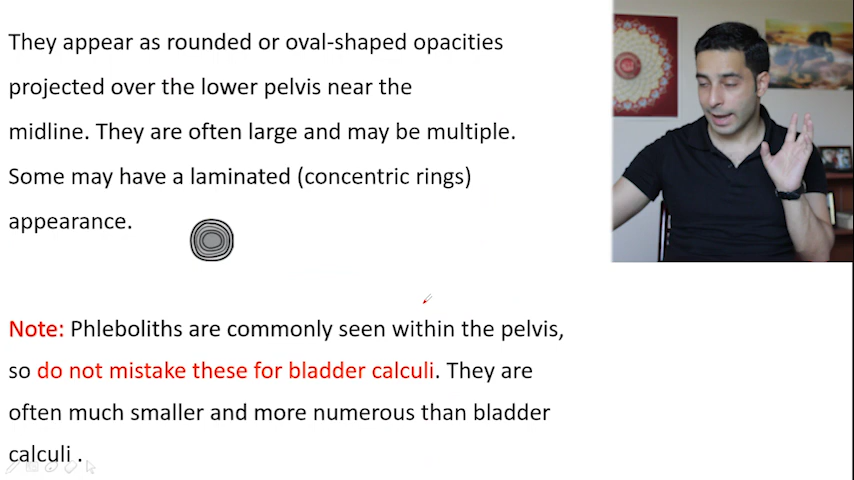 They appear as rounded or oval-shaped opacities
projected over the lower pelvis near the
midline. They are often large and may be multiple.
Some may have a laminated (concentric rings)
appearance.
Note: Phleboliths are commonly seen within the pelvis,
so do not mistake these for bladder calculi. They are
often much smaller and more numerous than bladder
calculi .